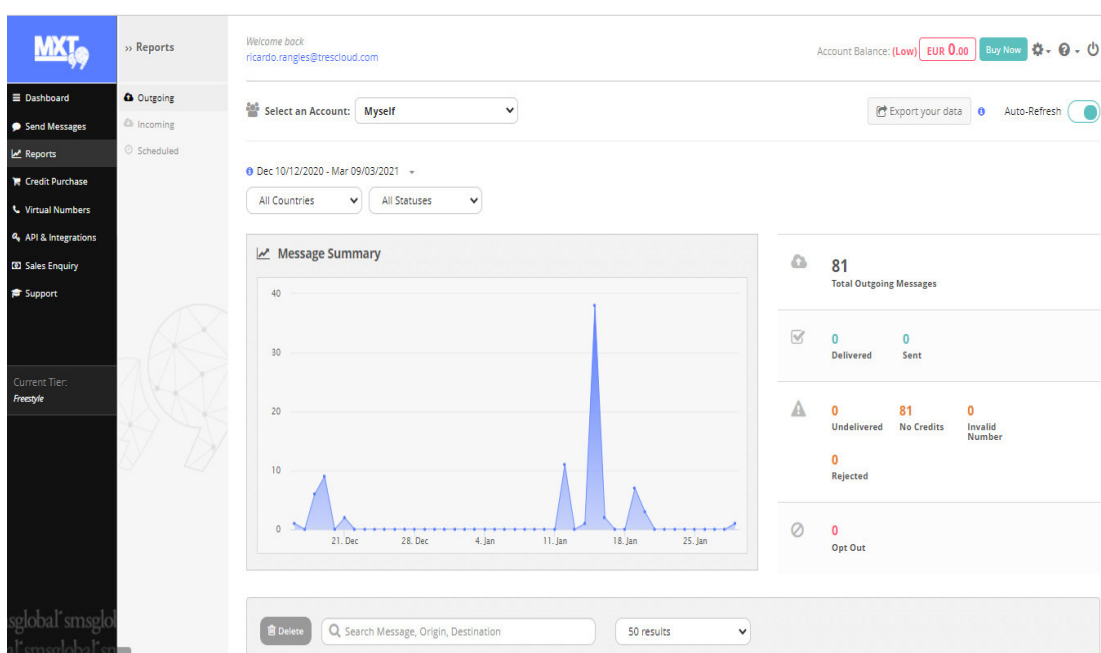 MXT
›› Reports
Welcome back
ricardo.rangles@trescloud.com
Account Balance: (Low) EUR 0.00 Buy Now
Dashboard
Send Messages
Reports
Credit Purchase
Virtual Numbers
API & Integrations
Sales Enquiry
Support
Current Tier:
Freestyle
Outgoing
Incoming
Scheduled
Select an Account: Myself
Export your data
Auto-Refresh
Dec 10/12/2020 - Mar 09/03/2021
All Countries All Statuses
Message Summary
40
30
20
10
0
21. Dec 28. Dec 4. Jan 11. Jan 18. Jan 25. Jan
81
Total Outgoing Messages
0 0
Delivered Sent
0 81 0
Undelivered No Credits Invalid
Number
0
Rejected
0
Opt Out
Delete Search Message, Origin, Destination 50 results
sglobal smsglo